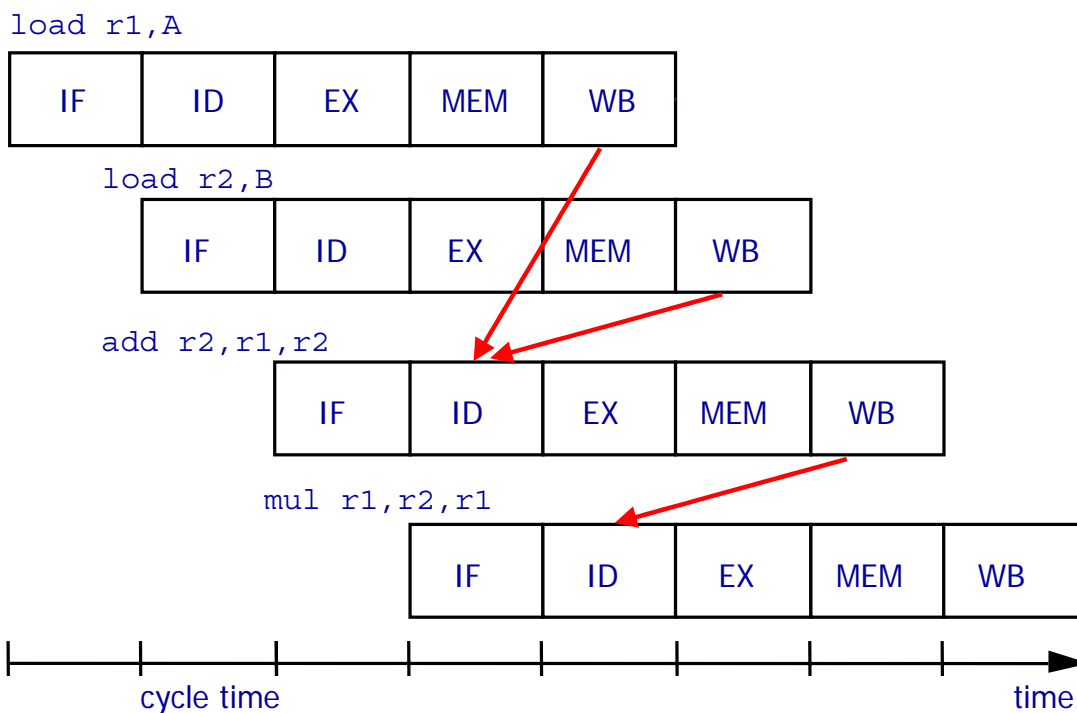 load r1,A
IF ID EX MEM WB
load r2,B
IF ID EX MEM WB
add r2,r1,r2
IF ID EX MEM WB
mul r1,r2,r1
IF ID EX MEM WB
cycle time time